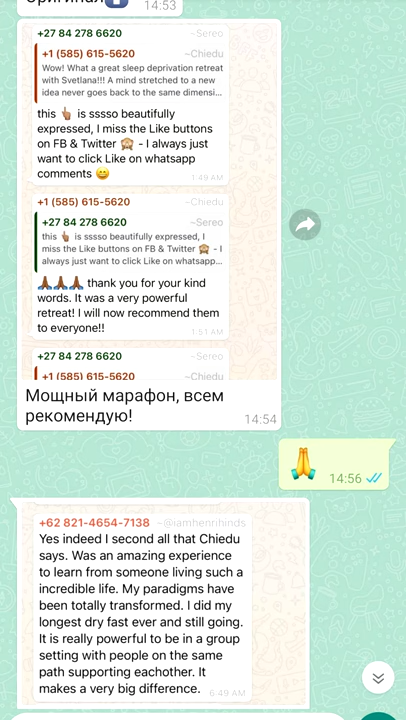 Оригинал⬆️
14:53
+27 84 278 6620 ~Sereo
+1 (585) 615-5620 ~Chiedu
Wow! What a great sleep deprivation retreat
with Svetlana!!! A mind stretched to a new
idea never goes back to the same dimensi...
this 👆🏽 is sssso beautifully
expressed, I miss the Like buttons
on FB & Twitter 🙈 - I always just
want to click Like on whatsapp
comments 😄
1:49 AM
+1 (585) 615-5620 ~Chiedu
+27 84 278 6620 ~Sereo
this 👆🏽 is sssso beautifully expressed, I
miss the Like buttons on FB & Twitter 🙈 - I
always just want to click Like on whatsapp...
🙏🏾🙏🏾🙏🏾 thank you for your kind
words. It was a very powerful
retreat! I will now recommend them
to everyone!!
1:51 AM
+27 84 278 6620 ~Sereo
+1 (585) 615-5620 ~Chiedu
Мощный марафон, всем
рекомендую!
14:54
🙏
14:56
+62 821-4654-7138 ~@iamhenrihinds
Yes indeed I second all that Chiedu
says. Was an amazing experience
to learn from someone living such a
incredible life. My paradigms have
been totally transformed. I did my
longest dry fast ever and still going.
It is really powerful to be in a group
setting with people on the same
path supporting eachother. It
makes a very big difference.
6:49 AM